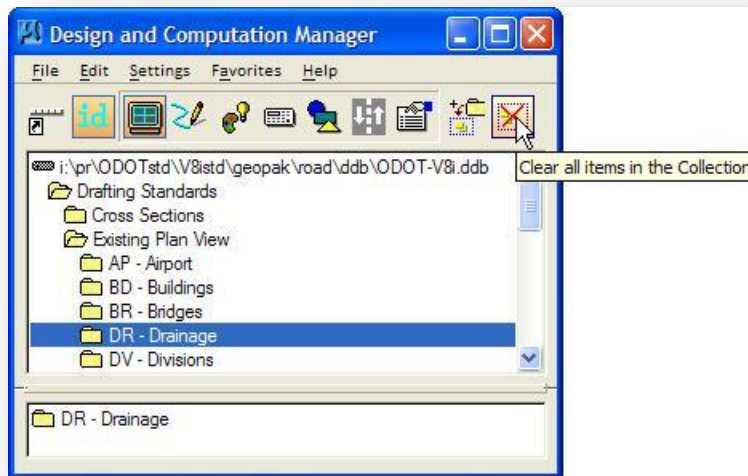 Design and Computation Manager
File Edit Settings Favorites Help
id
Clear all items in the Collection
i:\pr\ODOTstd\V8istd\geopak\road\ddb\ODOT-V8i.ddb
Drafting Standards
Cross Sections
Existing Plan View
AP - Airport
BD - Buildings
BR - Bridges
DR - Drainage
DV - Divisions
DR - Drainage